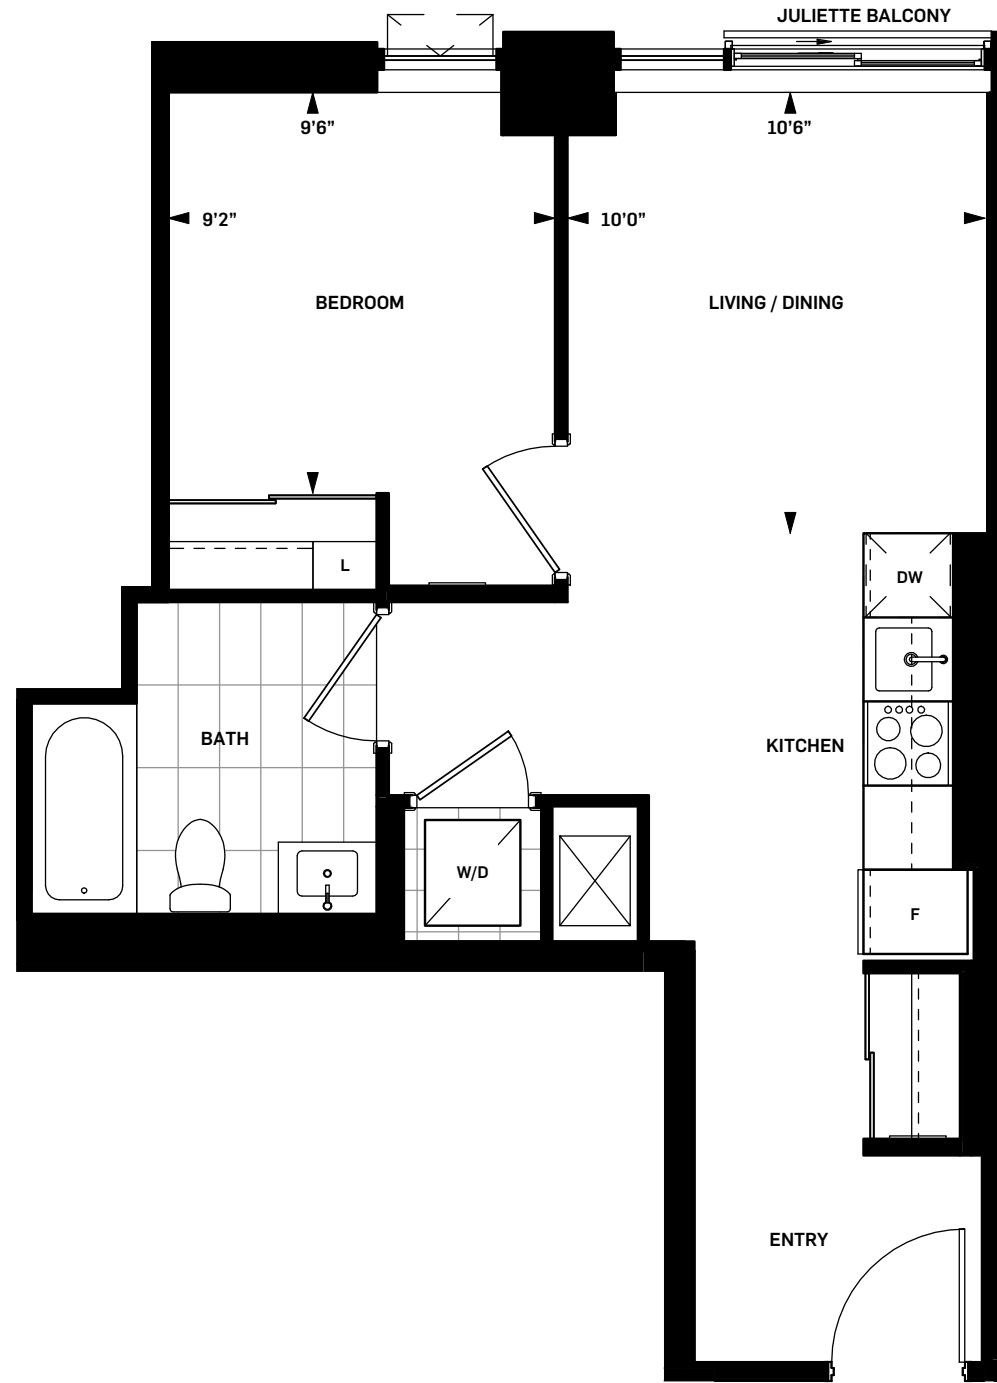 JULIETTE BALCONY
9’6”
10’6”
9’2”
10’0”
BEDROOM
LIVING / DINING
L
DW
BATH
KITCHEN
W/D
F
ENTRY